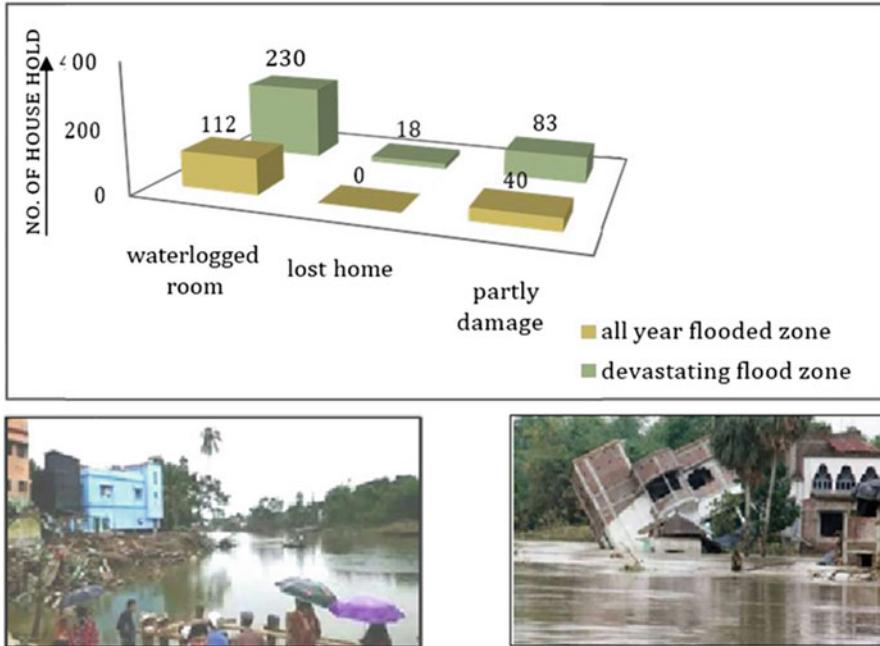 NO. OF HOUSE HOLD
400
200
0
230
112
18
0
83
40
waterlogged
room
lost home
partly
damage
all year flooded zone
devastating flood zone